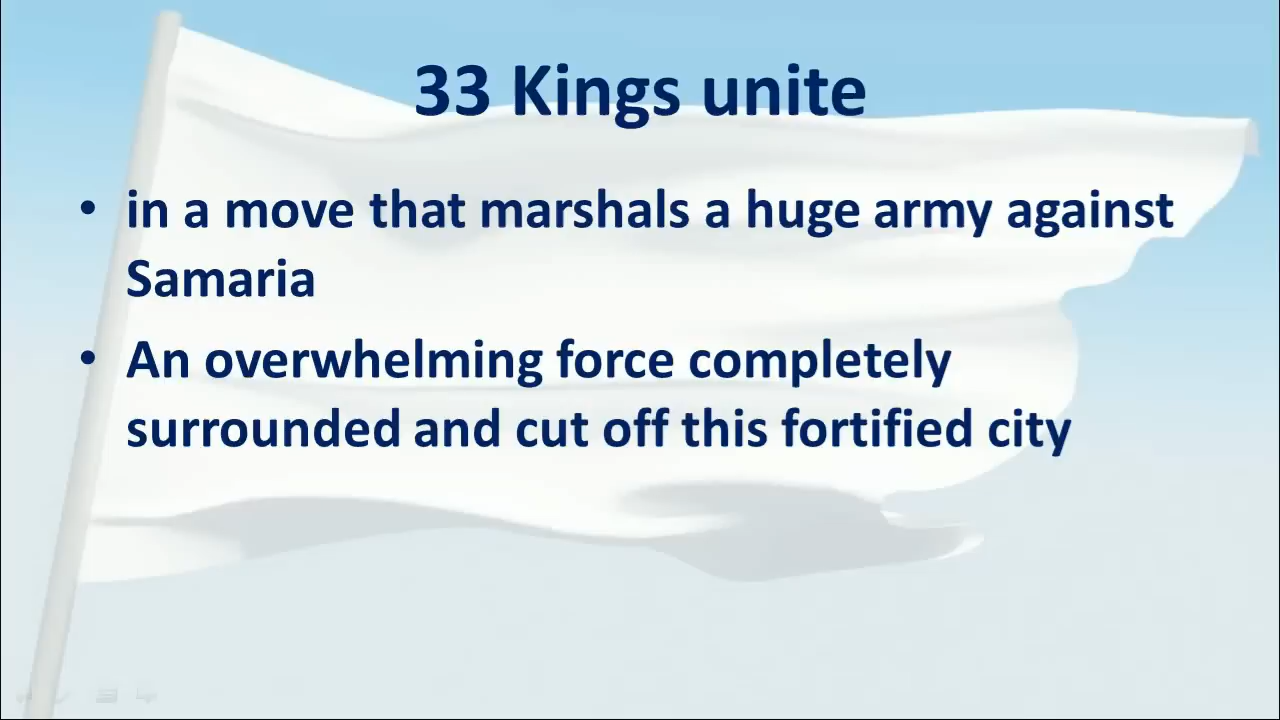 33 Kings unite
• in a move that marshals a huge army against
Samaria
• An overwhelming force completely
surrounded and cut off this fortified city